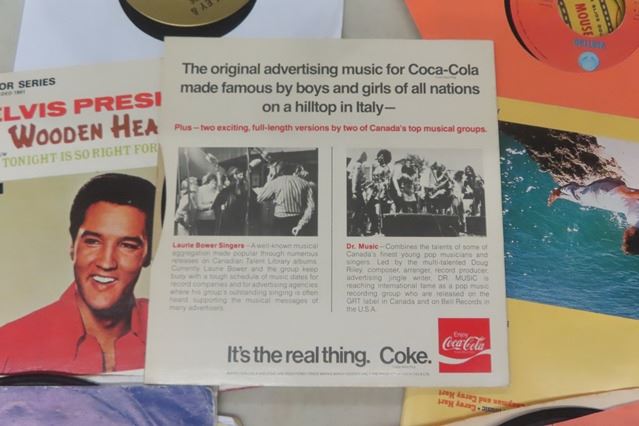 LEY &
MOUSE
VERTIGO
OR SERIES
ELVIS PRES
WOODEN HEA
TONIGHT IS SO RIGHT FOR
The original advertising music for Coca-Cola
made famous by boys and girls of all nations
on a hilltop in Italy—
Plus—two exciting, full-length versions by two of Canada's top musical groups.
Laurie Bower Singers—A well-known musical
aggregation made popular through numerous
releases on Canadian Talent Library albums.
Currently Laurie Bower and the group keep
busy with a tough schedule of music dates for
record companies and for advertising agencies
where his group's outstanding singing is often
heard supporting the musical messages of
many advertisers.
Dr. Music—Combines the talents of some of
Canada's finest young pop musicians and
singers. Led by the multi-talented Doug
Riley, composer, arranger, record producer,
advertising jingle writer, DR. MUSIC is
reaching international fame as a pop music
recording group who are released on the
GRT label in Canada and on Bell Records in
the U.S.A.
It's the real thing. Coke.
Enjoy
Coca-Cola
and Corey Hart
Corey Hart